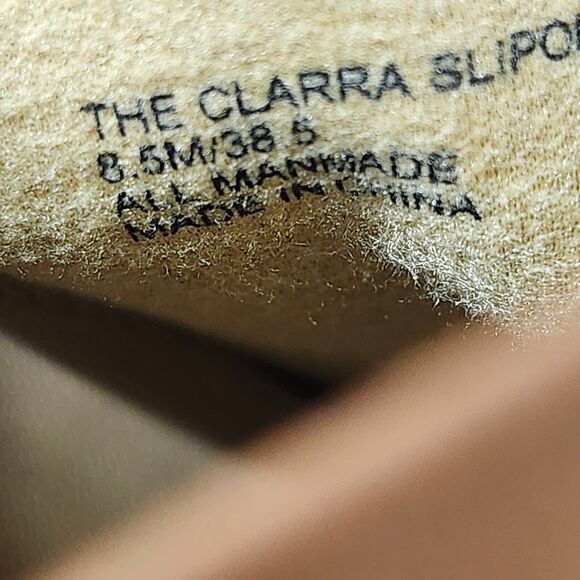 THE CLARRA SLIPO
8.5M/38.5
ALL MANMADE
MADE IN CHINA